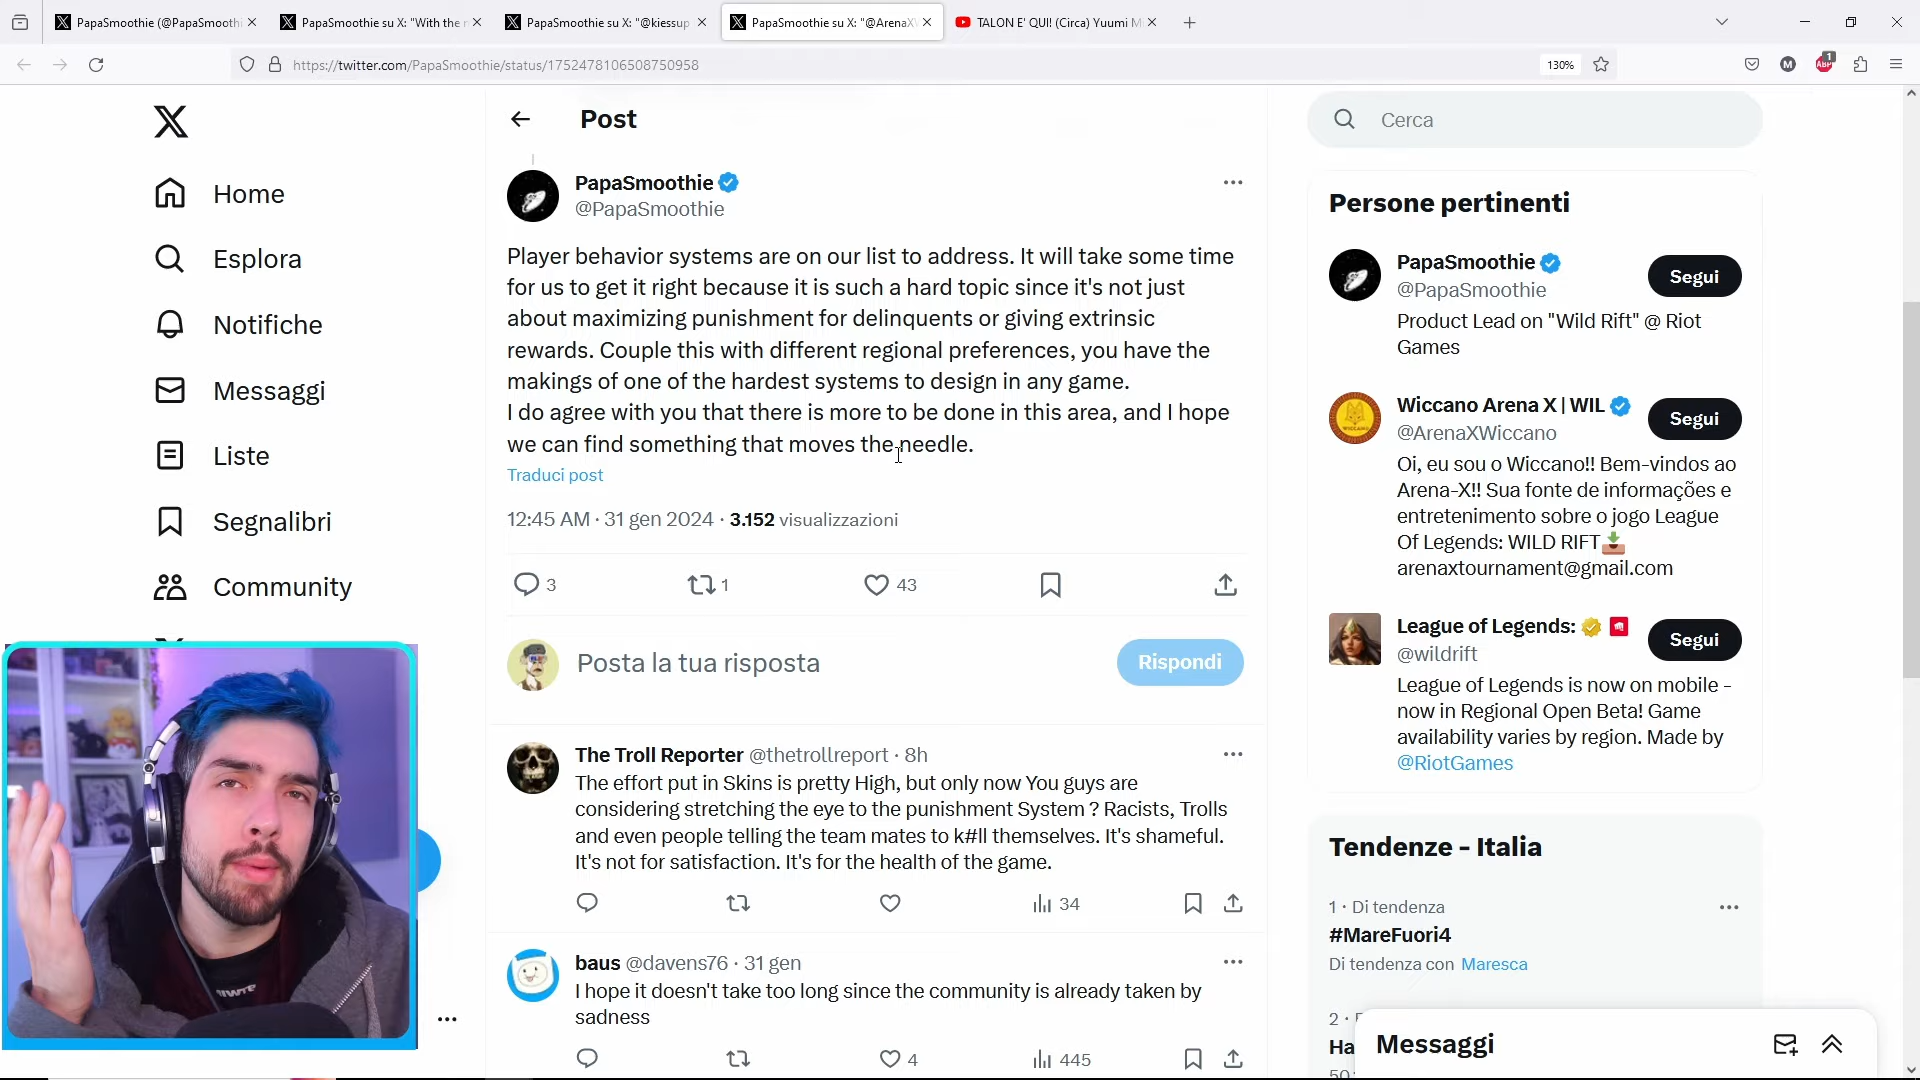 PapaSmoothie (@PapaSmoothi
PapaSmoothie su X: "With the n
PapaSmoothie su X: "@kiessup
PapaSmoothie su X: "@ArenaXW
TALON E' QUI! (Circa) Yuumi M
https://twitter.com/PapaSmoothie/status/1752478106508750958
130%
M
ABP
1
X
Home
Esplora
Notifiche
Messaggi
Liste
Segnalibri
Community
Post
PapaSmoothie
@PapaSmoothie
Player behavior systems are on our list to address. It will take some time
for us to get it right because it is such a hard topic since it's not just
about maximizing punishment for delinquents or giving extrinsic
rewards. Couple this with different regional preferences, you have the
makings of one of the hardest systems to design in any game.
I do agree with you that there is more to be done in this area, and I hope
we can find something that moves the needle.
Traduci post
12:45 AM · 31 gen 2024 · 3.152 visualizzazioni
3
1
43
Posta la tua risposta
Rispondi
The Troll Reporter @thetrollreport · 8h
The effort put in Skins is pretty High, but only now You guys are
considering stretching the eye to the punishment System ? Racists, Trolls
and even people telling the team mates to k#ll themselves. It's shameful.
It's not for satisfaction. It's for the health of the game.
34
baus @davens76 · 31 gen
I hope it doesn't take too long since the community is already taken by
sadness
4
445
Cerca
Persone pertinenti
PapaSmoothie
@PapaSmoothie
Segui
Product Lead on "Wild Rift" @ Riot
Games
Wiccano Arena X | WIL
@ArenaXWiccano
Segui
Oi, eu sou o Wiccano!! Bem-vindos ao
Arena-X!! Sua fonte de informações e
entretenimento sobre o jogo League
Of Legends: WILD RIFT
arenaxtournament@gmail.com
League of Legends:
@wildrift
Segui
League of Legends is now on mobile -
now in Regional Open Beta! Game
availability varies by region. Made by
@RiotGames
Tendenze - Italia
1 · Di tendenza
#MareFuori4
Di tendenza con Maresca
2 ·
Ha
Messaggi